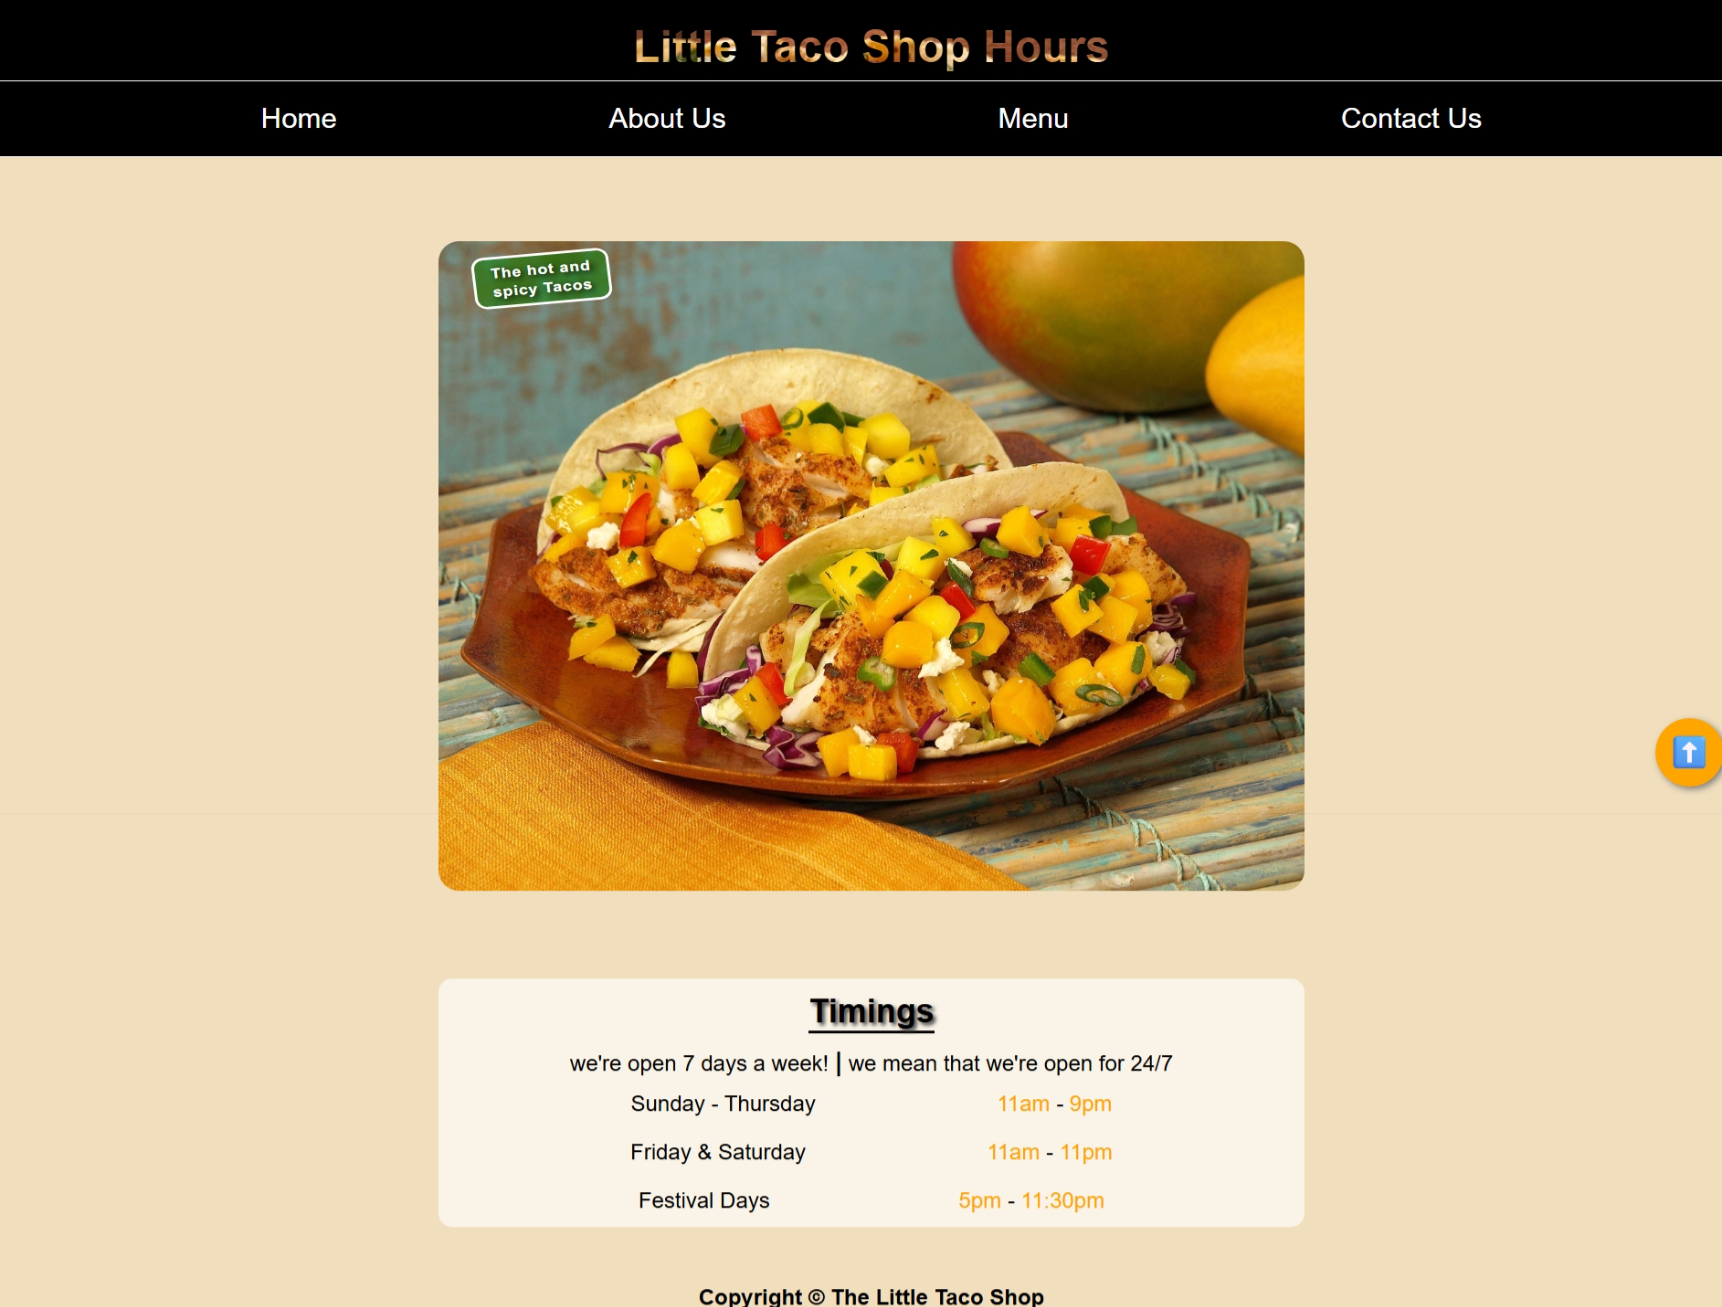 Little Taco Shop Hours
Home About Us Menu Contact Us
The hot and
spicy Tacos
Timings
we're open 7 days a week! | we mean that we're open for 24/7
Sunday - Thursday 11am - 9pm
Friday & Saturday 11am - 11pm
Festival Days 5pm - 11:30pm
Copyright © The Little Taco Shop